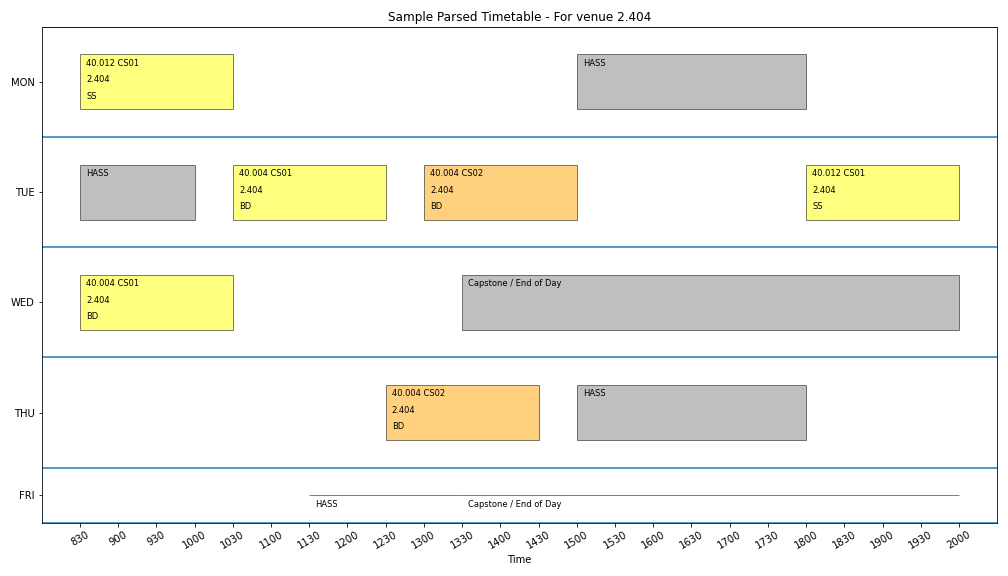 Sample Parsed Timetable - For venue 2.404
MON
40.012 CS01
2.404
SS
HASS
TUE
HASS
40.004 CS01
2.404
BD
40.004 CS02
2.404
BD
40.012 CS01
2.404
SS
WED
40.004 CS01
2.404
BD
Capstone / End of Day
THU
40.004 CS02
2.404
BD
HASS
FRI
HASS
Capstone / End of Day
830 900 930 1000 1030 1100 1130 1200 1230 1300 1330 1400 1430 1500 1600 1630 1700 1730 1800 1830 1900 1930 2000
Time